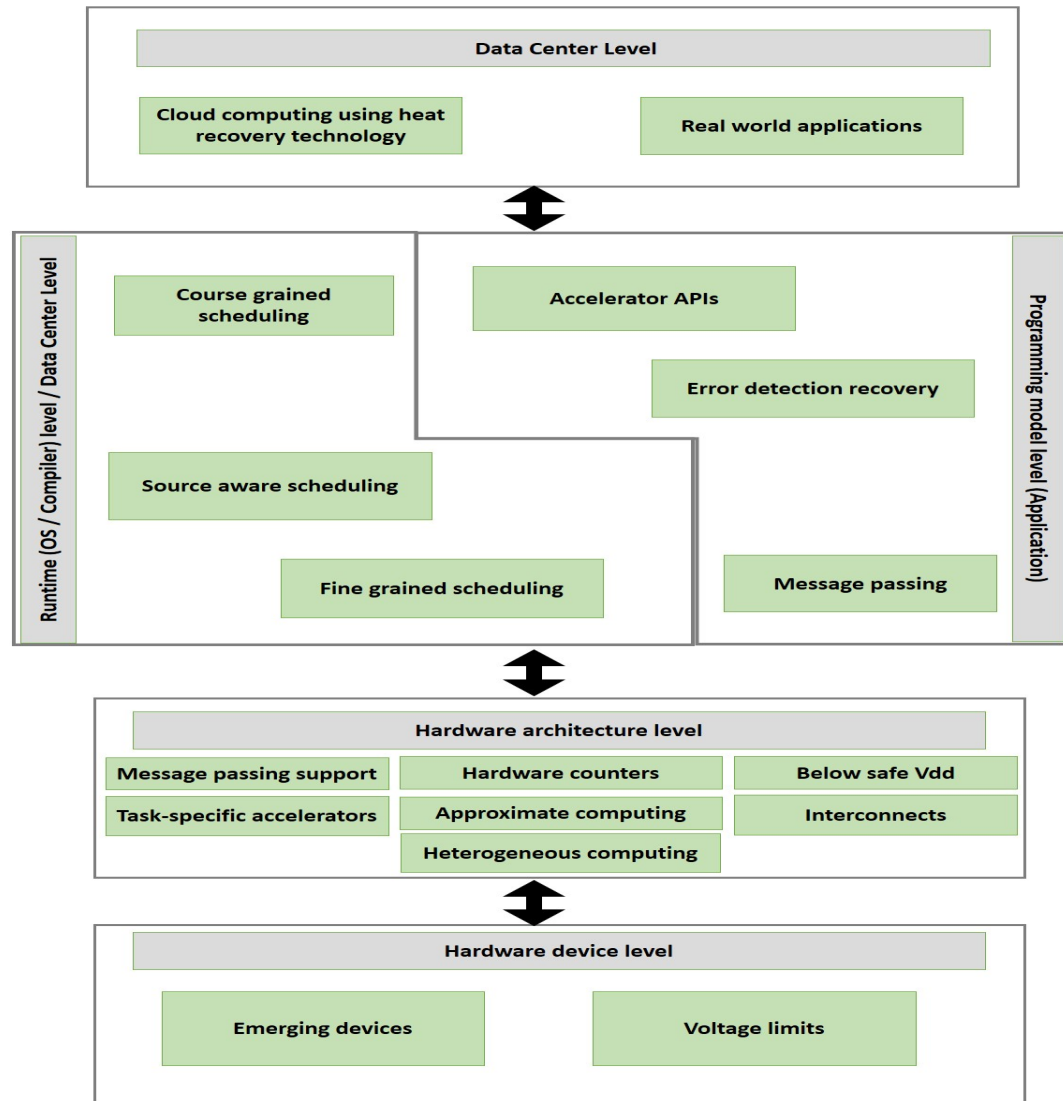 Data Center Level
Cloud computing using heat
recovery technology
Real world applications
Runtime (OS / Compiler) level / Data Center Level
Course grained
scheduling
Source aware scheduling
Fine grained scheduling
Accelerator APIs
Error detection recovery
Message passing
Programming model level (Application)
Hardware architecture level
Message passing support
Hardware counters
Below safe Vdd
Task-specific accelerators
Approximate computing
Interconnects
Heterogeneous computing
Hardware device level
Emerging devices
Voltage limits